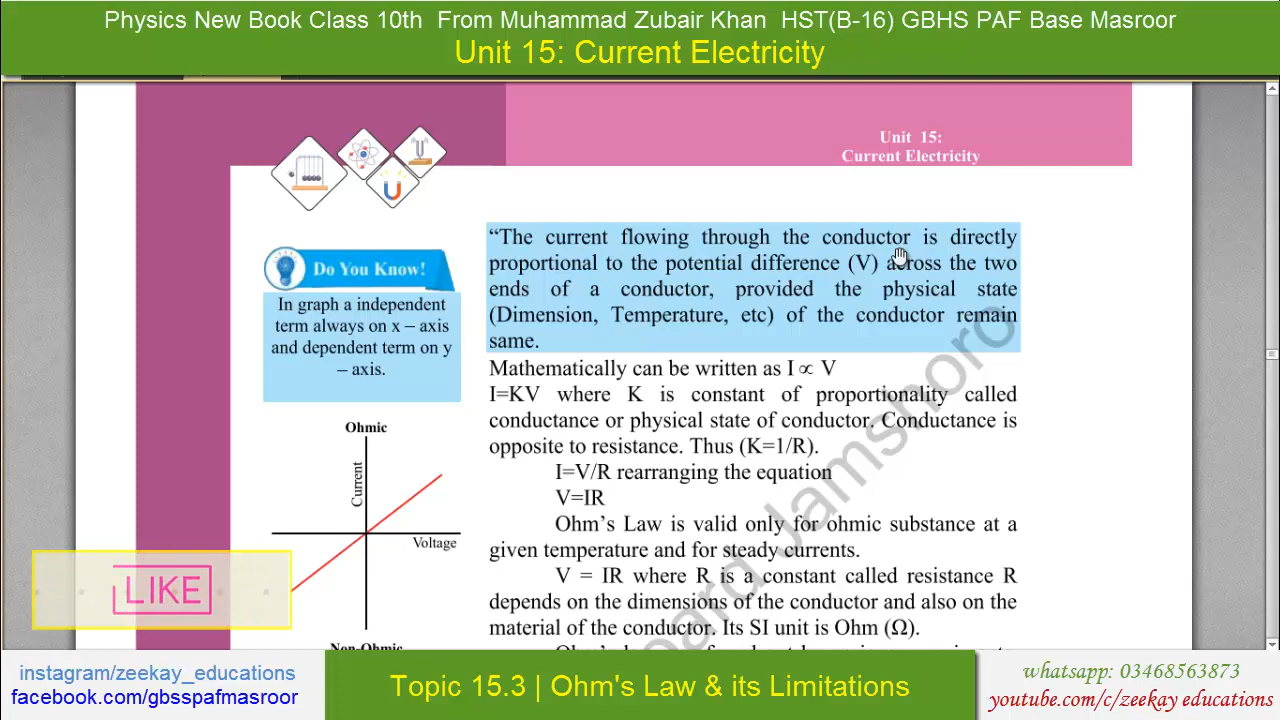 Physics New Book Class 10th From Muhammad Zubair Khan HST(B-16) GBHS PAF Base Masroor
Unit 15: Current Electricity
Unit 15:
Current Electricity
Do You Know!
In graph a independent
term always on x – axis
and dependent term on y
– axis.
Ohmic
Current
Voltage
Non-Ohmic
“The current flowing through the conductor is directly
proportional to the potential difference (V) across the two
ends of a conductor, provided the physical state
(Dimension, Temperature, etc) of the conductor remain
same.
Mathematically can be written as I ∝ V
I=KV where K is constant of proportionality called
conductance or physical state of conductor. Conductance is
opposite to resistance. Thus (K=1/R).
I=V/R rearranging the equation
V=IR
Ohm’s Law is valid only for ohmic substance at a
given temperature and for steady currents.
V = IR where R is a constant called resistance R
depends on the dimensions of the conductor and also on the
material of the conductor. Its SI unit is Ohm (Ω).
Jamshoro
LIKE
instagram/zeekay_educations
facebook.com/gbsspafmasroor
Topic 15.3 | Ohm's Law & its Limitations
whatsapp: 03468563873
youtube.com/c/zeekay educations